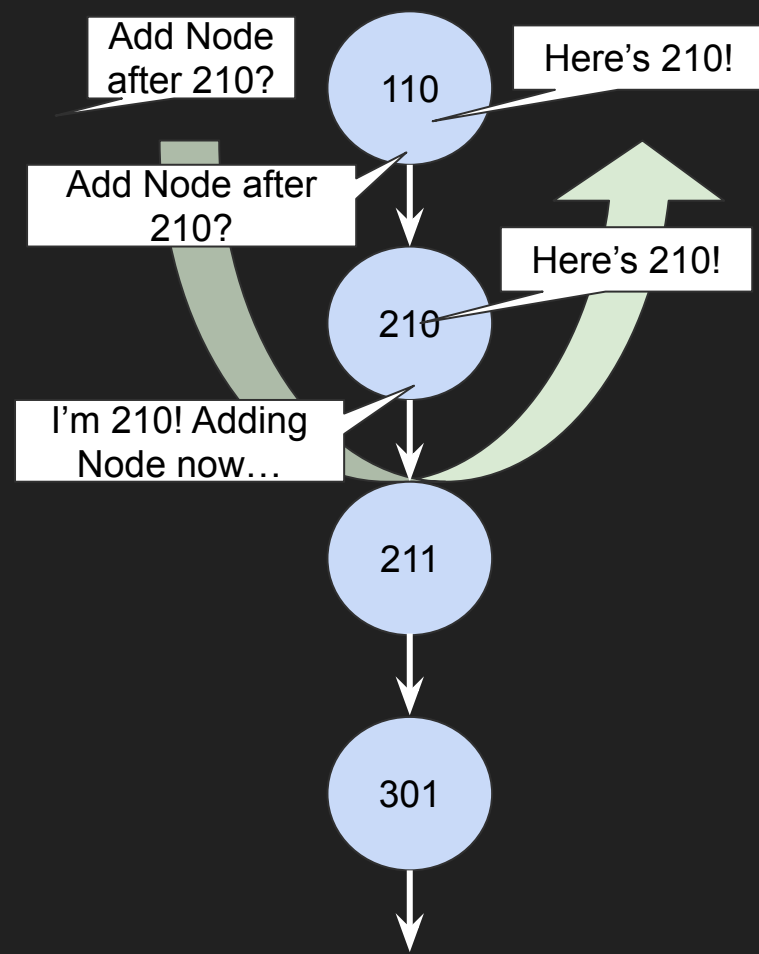 Add Node
after 210?
110
Here’s 210!
Add Node after
210?
Here’s 210!
210
I’m 210! Adding
Node now…
211
301